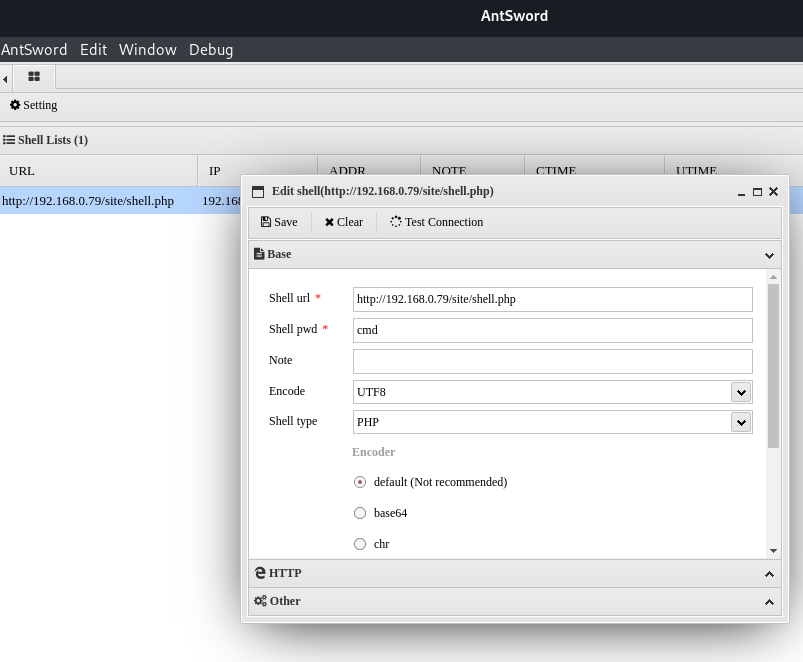 AntSword
AntSword Edit Window Debug
Setting
Shell Lists (1)
URL IP ADDR NOTE CTIME UTIME
http://192.168.0.79/site/shell.php 192.168
Edit shell(http://192.168.0.79/site/shell.php)
Save Clear Test Connection
Base
Shell url * http://192.168.0.79/site/shell.php
Shell pwd * cmd
Note
Encode UTF8
Shell type PHP
Encoder
default (Not recommended)
base64
chr
HTTP
Other